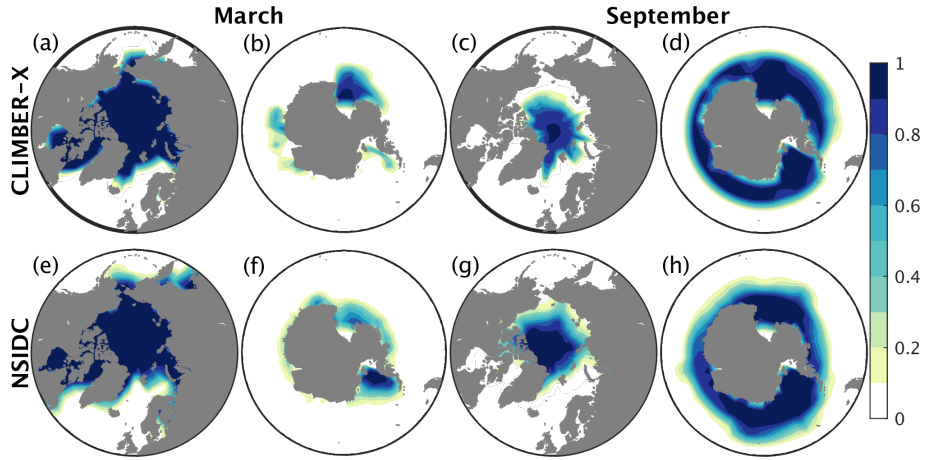 March September
(a) (b) (c) (d)
CLIMBER-X
(e) (f) (g) (h)
NSIDC
1
0.8
0.6
0.4
0.2
0